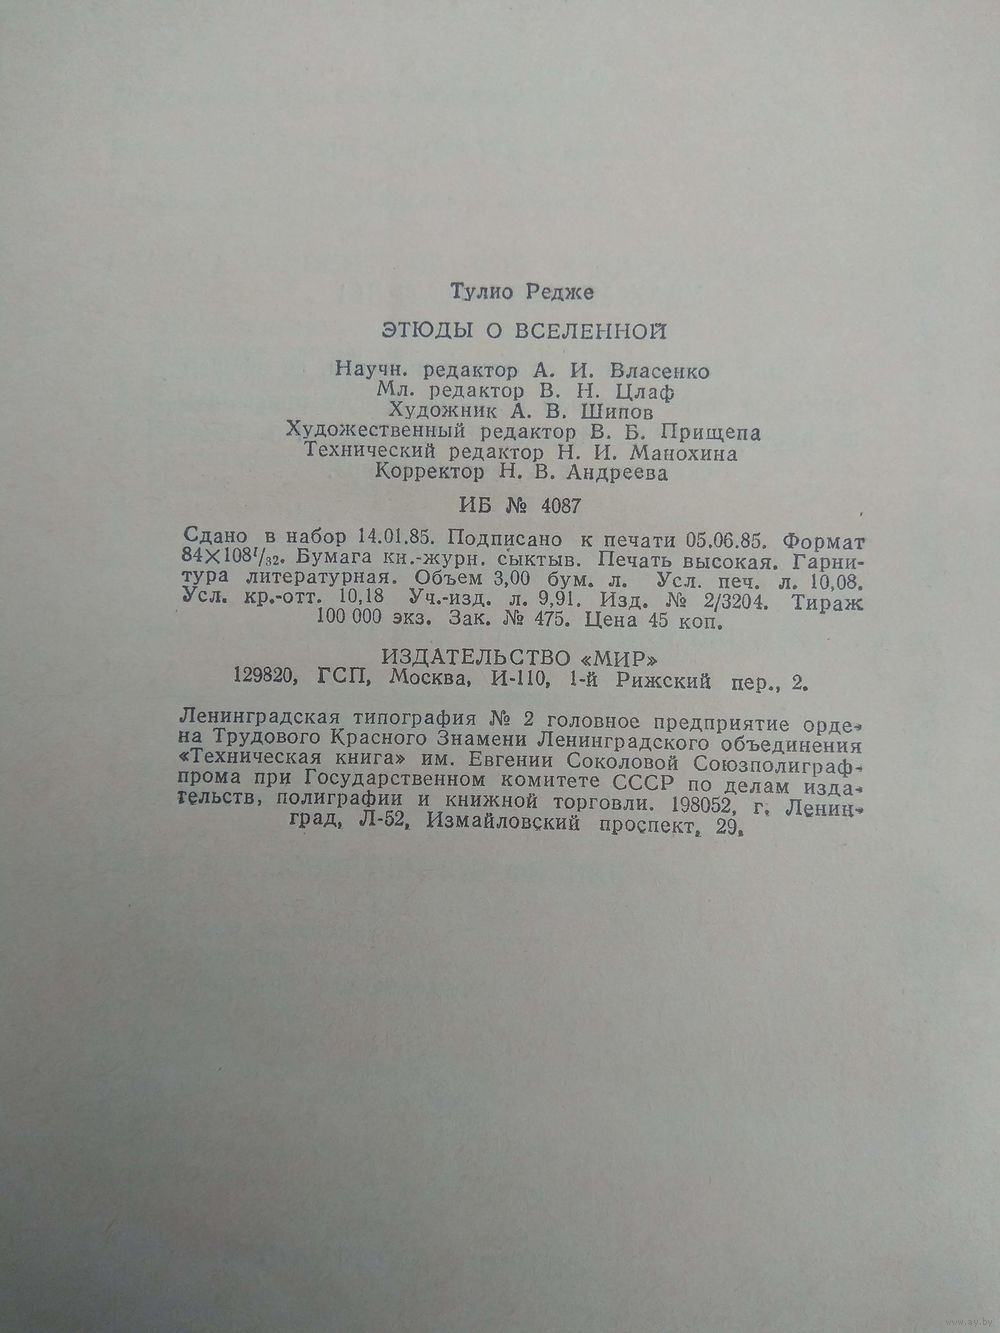 Тулио Редже
ЭТЮДЫ О ВСЕЛЕННОЙ
Научн. редактор А. И. Власенко
Мл. редактор В. Н. Цлаф
Художник А. В. Шипов
Художественный редактор В. Б. Прищепа
Технический редактор Н. И. Манохина
Корректор Н. В. Андреева
ИБ № 4087
Сдано в набор 14.01.85. Подписано к печати 05.06.85. Формат
84×108¹/₃₂. Бумага кн.-журн. сыктыв. Печать высокая. Гарни-
тура литературная. Объем 3,00 бум. л. Усл. печ. л. 10,08.
Усл. кр.-отт. 10,18 Уч.-изд. л. 9,91. Изд. № 2/3204. Тираж
100 000 экз. Зак. № 475. Цена 45 коп.
ИЗДАТЕЛЬСТВО «МИР»
129820, ГСП, Москва, И-110, 1-й Рижский пер., 2.
Ленинградская типография № 2 головное предприятие орде-
на Трудового Красного Знамени Ленинградского объединения
«Техническая книга» им. Евгении Соколовой Союзполиграф-
прома при Государственном комитете СССР по делам изда-
тельств, полиграфии и книжной торговли. 198052, г. Ленин-
град, Л-52, Измайловский проспект, 29.
www.ay.by